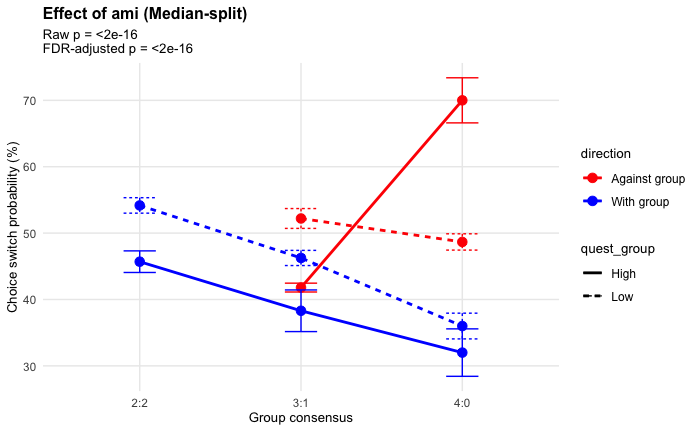 Effect of ami (Median-split)
Raw p = <2e-16
FDR-adjusted p = <2e-16
Choice switch probability (%)
70
60
50
40
30
2:2
3:1
4:0
Group consensus
direction
Against group
With group
quest_group
High
Low